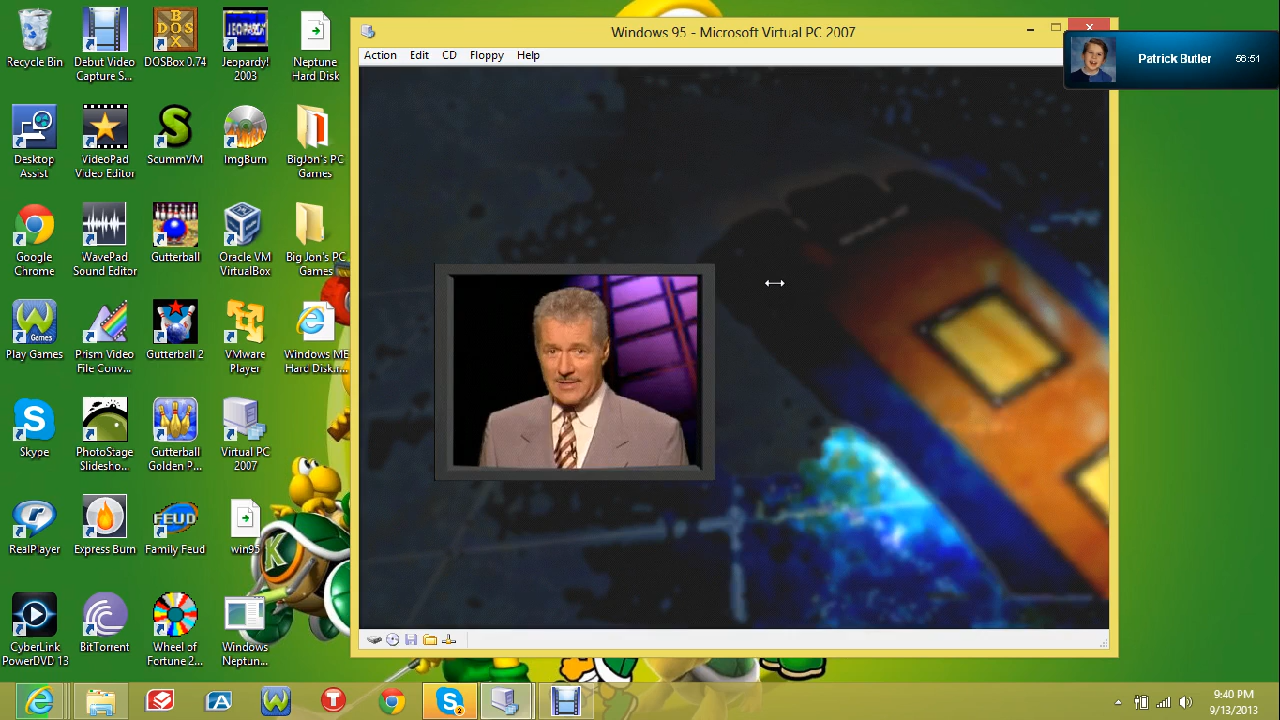 Windows 95 - Microsoft Virtual PC 2007
Action Edit CD Floppy Help
Patrick Butler 56:51
Recycle Bin
Debut Video
Capture S...
DOSBox 0.74
Jeopardy!
2003
Neptune
Hard Disk
Desktop
Assist
VideoPad
Video Editor
ScummVM
ImgBurn
BigJon's PC
Games
Google
Chrome
WavePad
Sound Editor
Gutterball
Oracle VM
VirtualBox
BigJon's PC
Games
Play Games
Prism Video
File Conv...
Gutterball 2
VMware
Player
Windows ME
Hard Disk...
Skype
PhotoStage
Slidesho...
Gutterball
Golden P...
Virtual PC
2007
RealPlayer
Express Burn
FEUD
Family Feud
win95
CyberLink
PowerDVD 13
BitTorrent
Wheel of
Fortune 2...
Windows
Neptun...
9:40 PM
9/13/2013